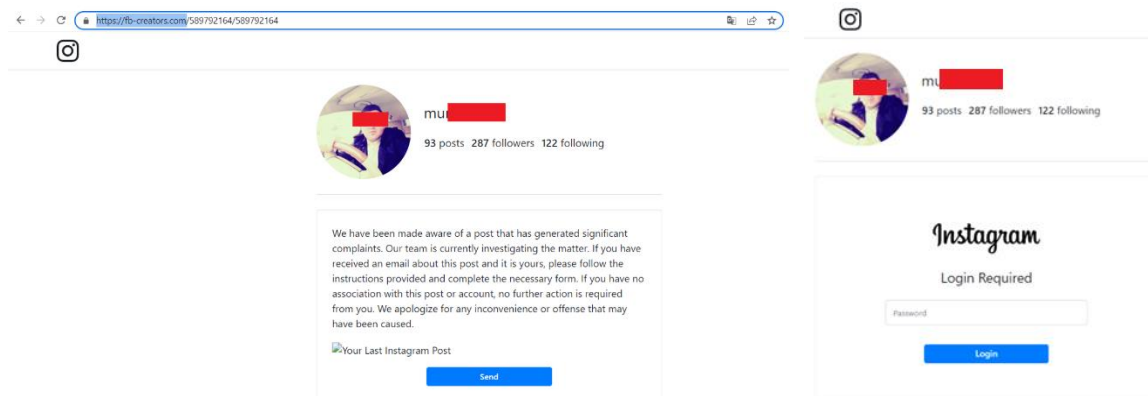 https://fb-creators.com/589792164/589792164
mu
93 posts 287 followers 122 following
We have been made aware of a post that has generated significant
complaints. Our team is currently investigating the matter. If you have
received an email about this post and it is yours, please follow the
instructions provided and complete the necessary form. If you have no
association with this post or account, no further action is required
from you. We apologize for any inconvenience or offense that may
have been caused.
Your Last Instagram Post
Send
mu
93 posts 287 followers 122 following
Instagram
Login Required
Password
Login